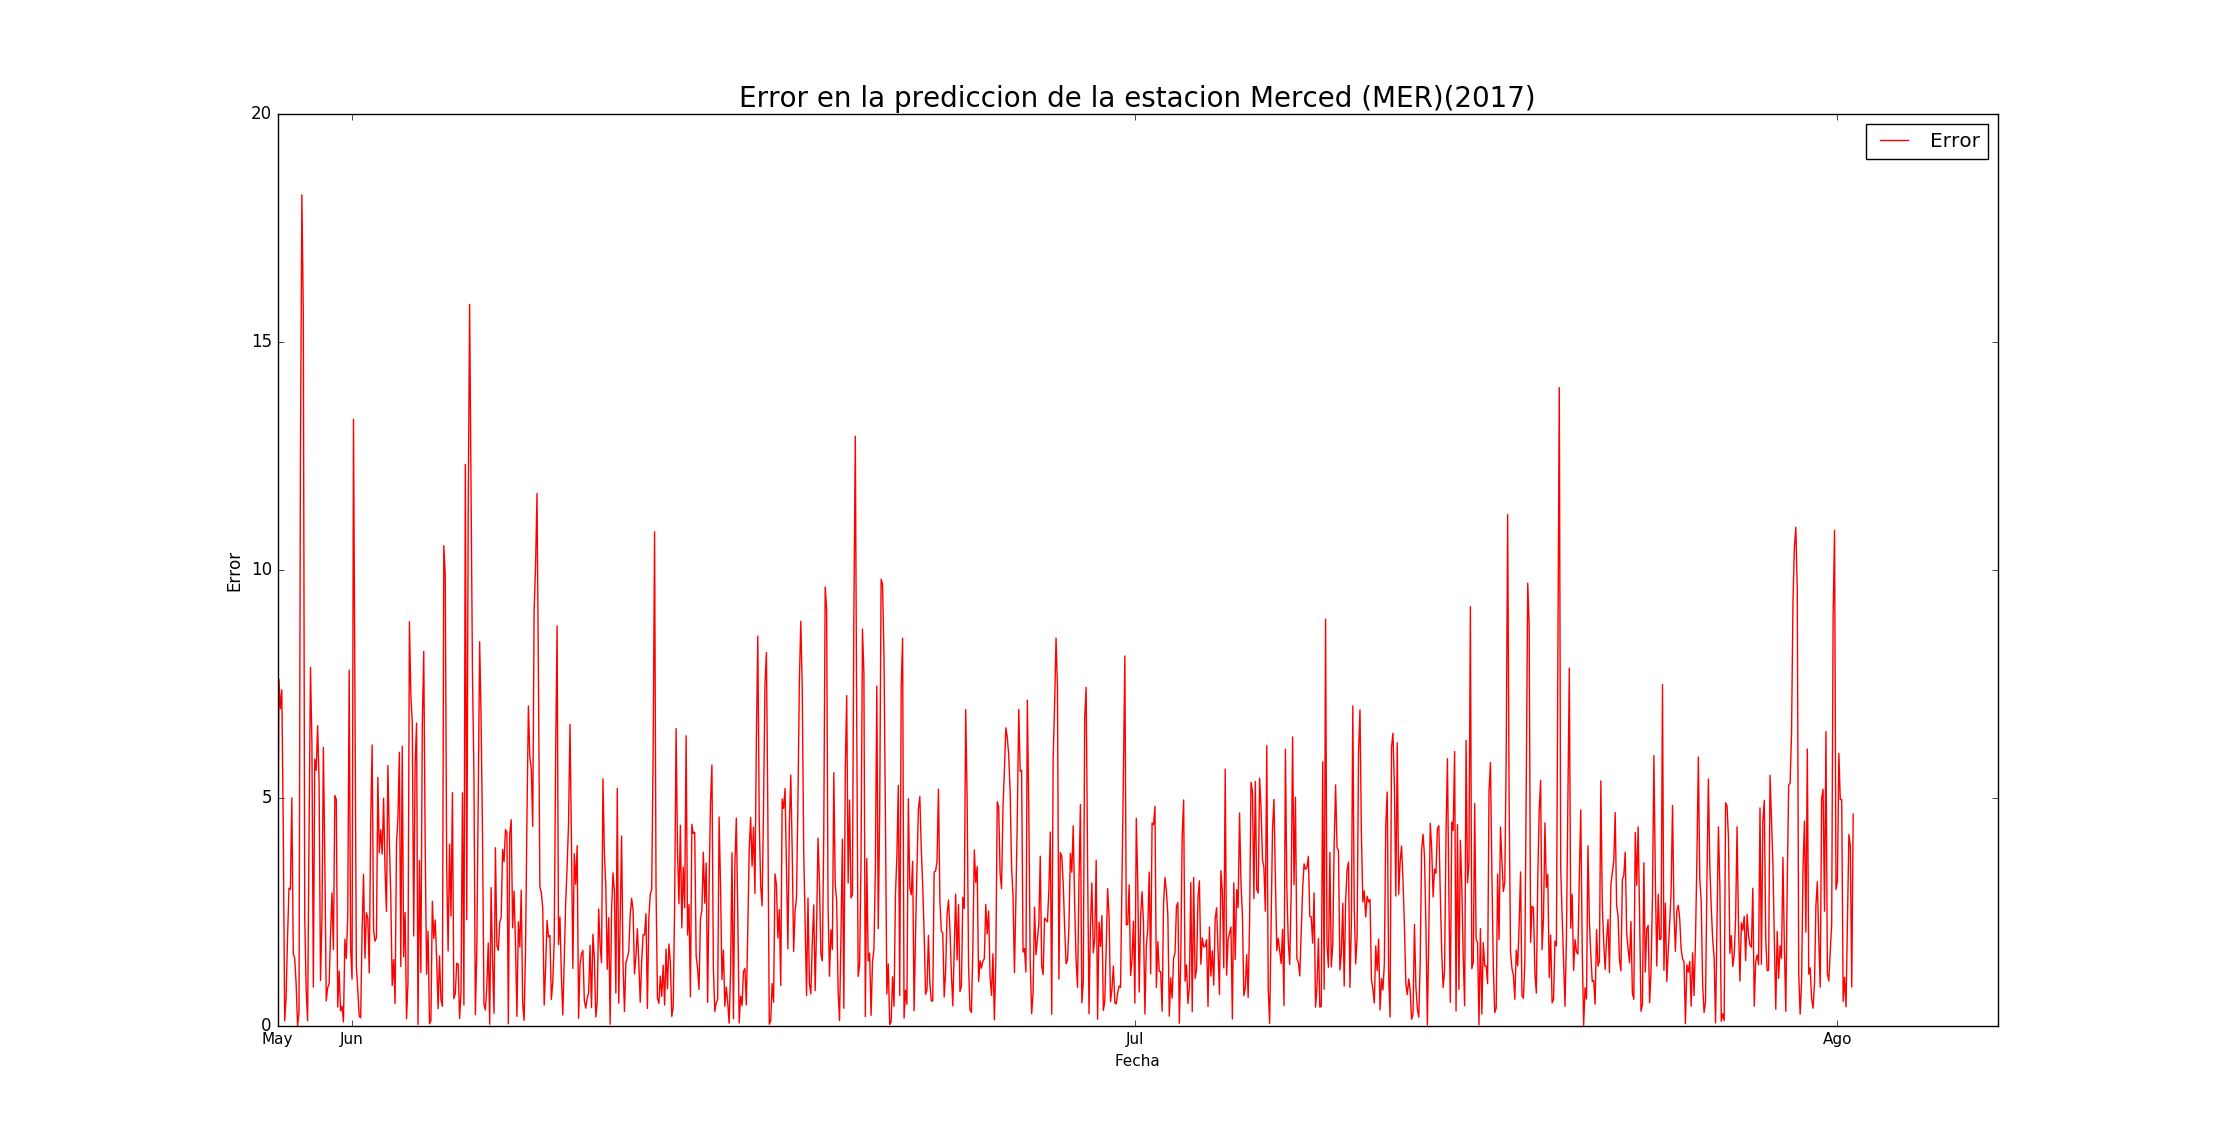 Error en la prediccion de la estacion Merced (MER)(2017)
20
Error
15
10
Error
5
0
May Jun Jul Ago
Fecha